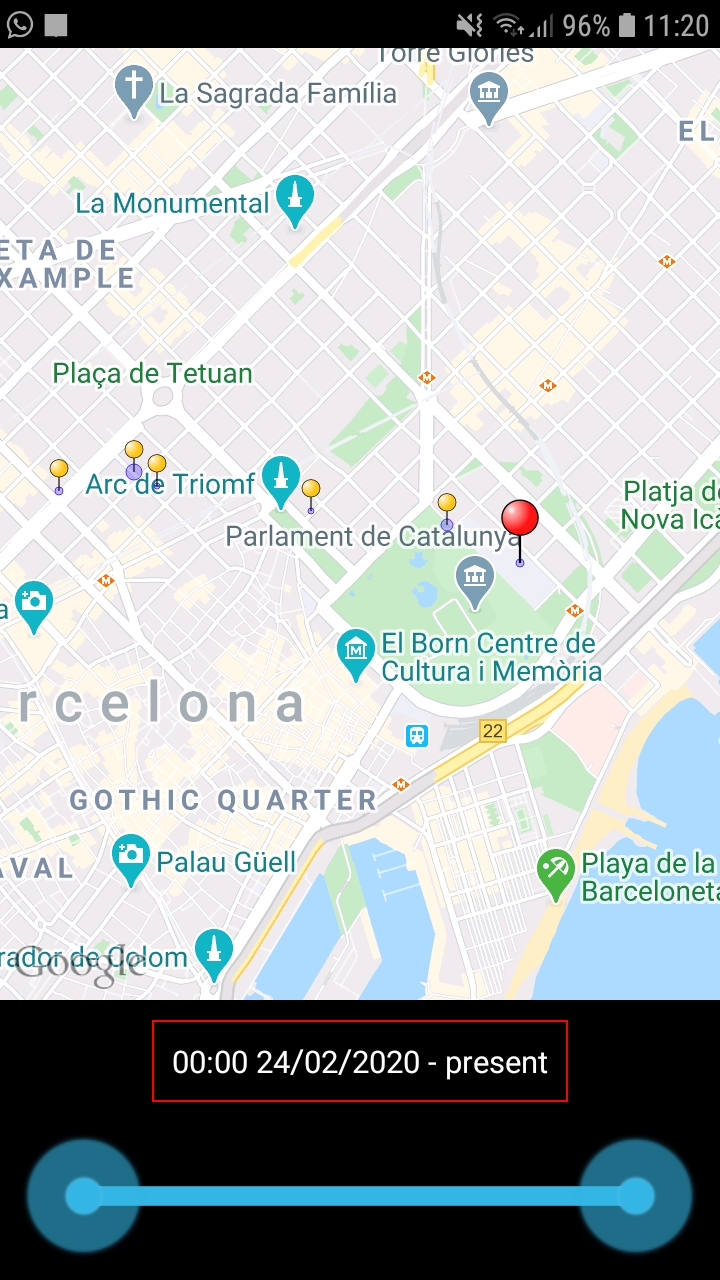 96% 11:20
Torre Glòries
La Sagrada Família
EL
La Monumental
ETA DE
XAMPLE
M
Plaça de Tetuan
M
M
Arc de Triomf
Platja d
Nova Icà
Parlament de Catalunya
M
a
M
El Born Centre de
Cultura i Memòria
M
rcelona
22
M
GOTHIC QUARTER
AVAL
Palau Güell
Playa de la
Barceloneta
rador de Colom
Google
00:00 24/02/2020 - present